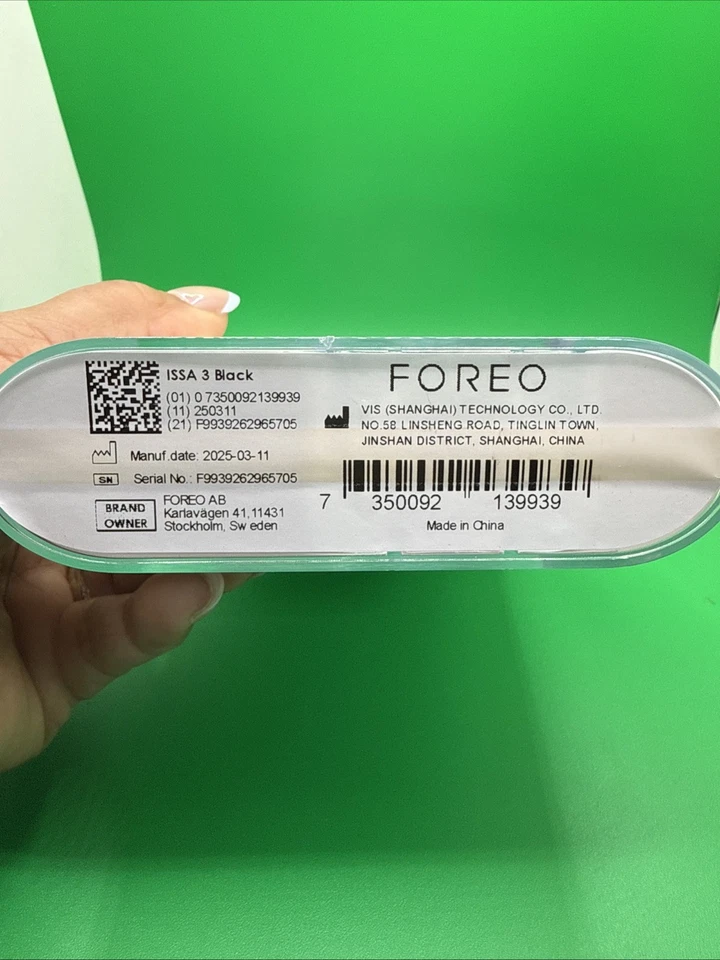 ISSA 3 Black
(01) 0 7350092139939
(11) 250311
(21) F9939262965705
Manuf.date: 2025-03-11
SN Serial No.: F9939262965705
BRAND
OWNER
FOREO AB
Karlavägen 41,11431
Stockholm, Sweden
FOREO
VIS (SHANGHAI) TECHNOLOGY CO., LTD.
NO.58 LINSHENG ROAD, TINGLIN TOWN,
JINSHAN DISTRICT, SHANGHAI, CHINA
7 350092 139939
Made in China